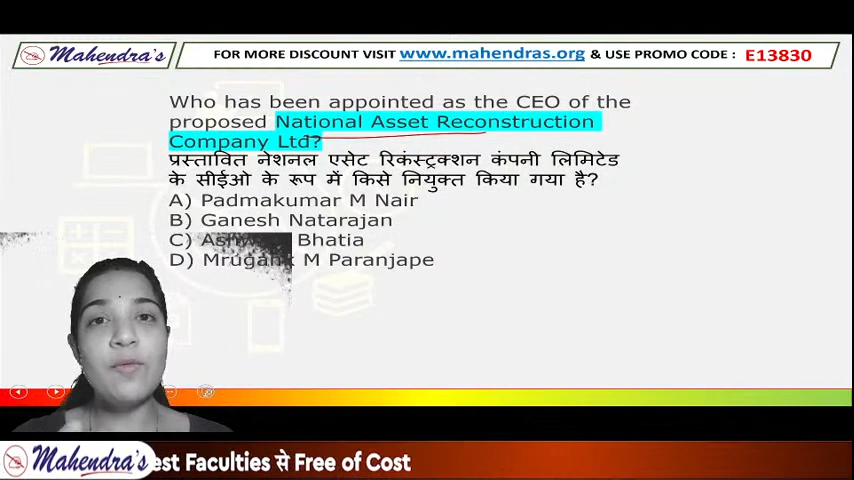 Mahendra's
FOR MORE DISCOUNT VISIT www.mahendras.org & USE PROMO CODE : E13830
Who has been appointed as the CEO of the
proposed National Asset Reconstruction
Company Ltd?
प्रस्तावित नेशनल एसेट रिकंस्ट्रक्शन कंपनी लिमिटेड
के सीईओ के रूप में किसे नियुक्त किया गया है?
A) Padmakumar M Nair
B) Ganesh Natarajan
C) Bhatia
D) M Paranjape
Mahendra's est Faculties से Free of Cost